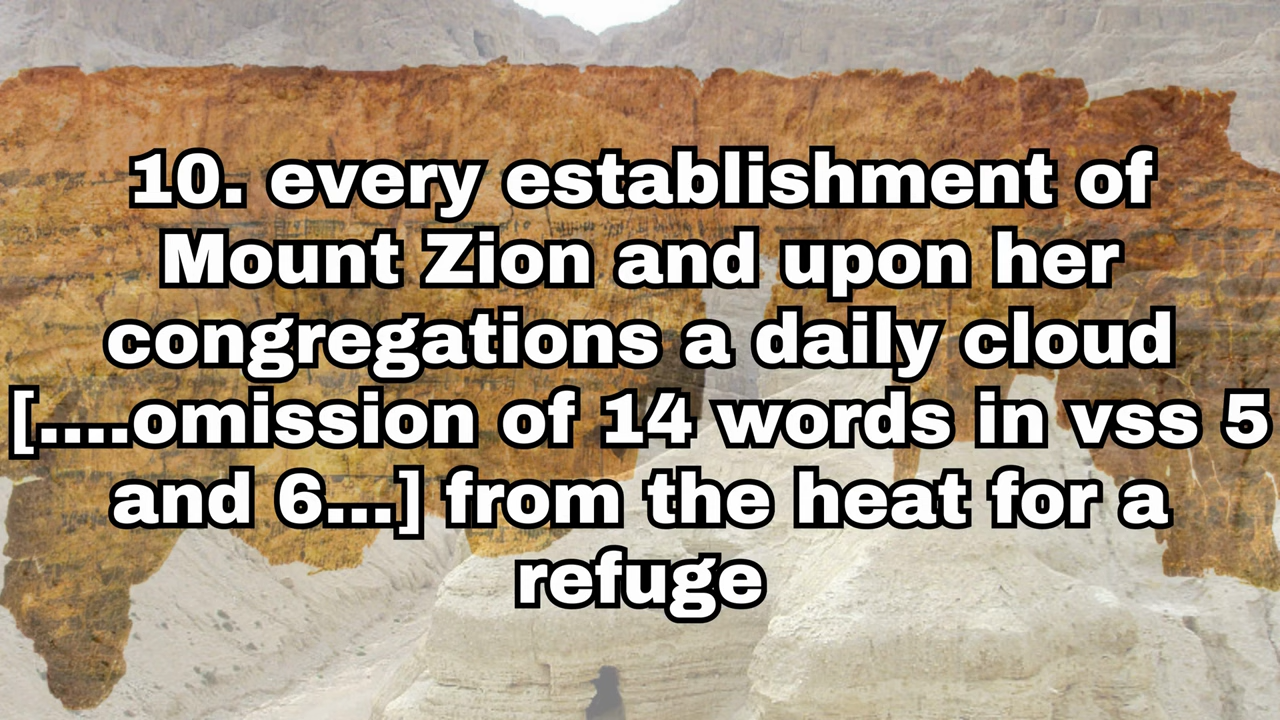 10. every establishment of
Mount Zion and upon her
congregations a daily cloud
[....omission of 14 words in vss 5
and 6...] from the heat for a
refuge